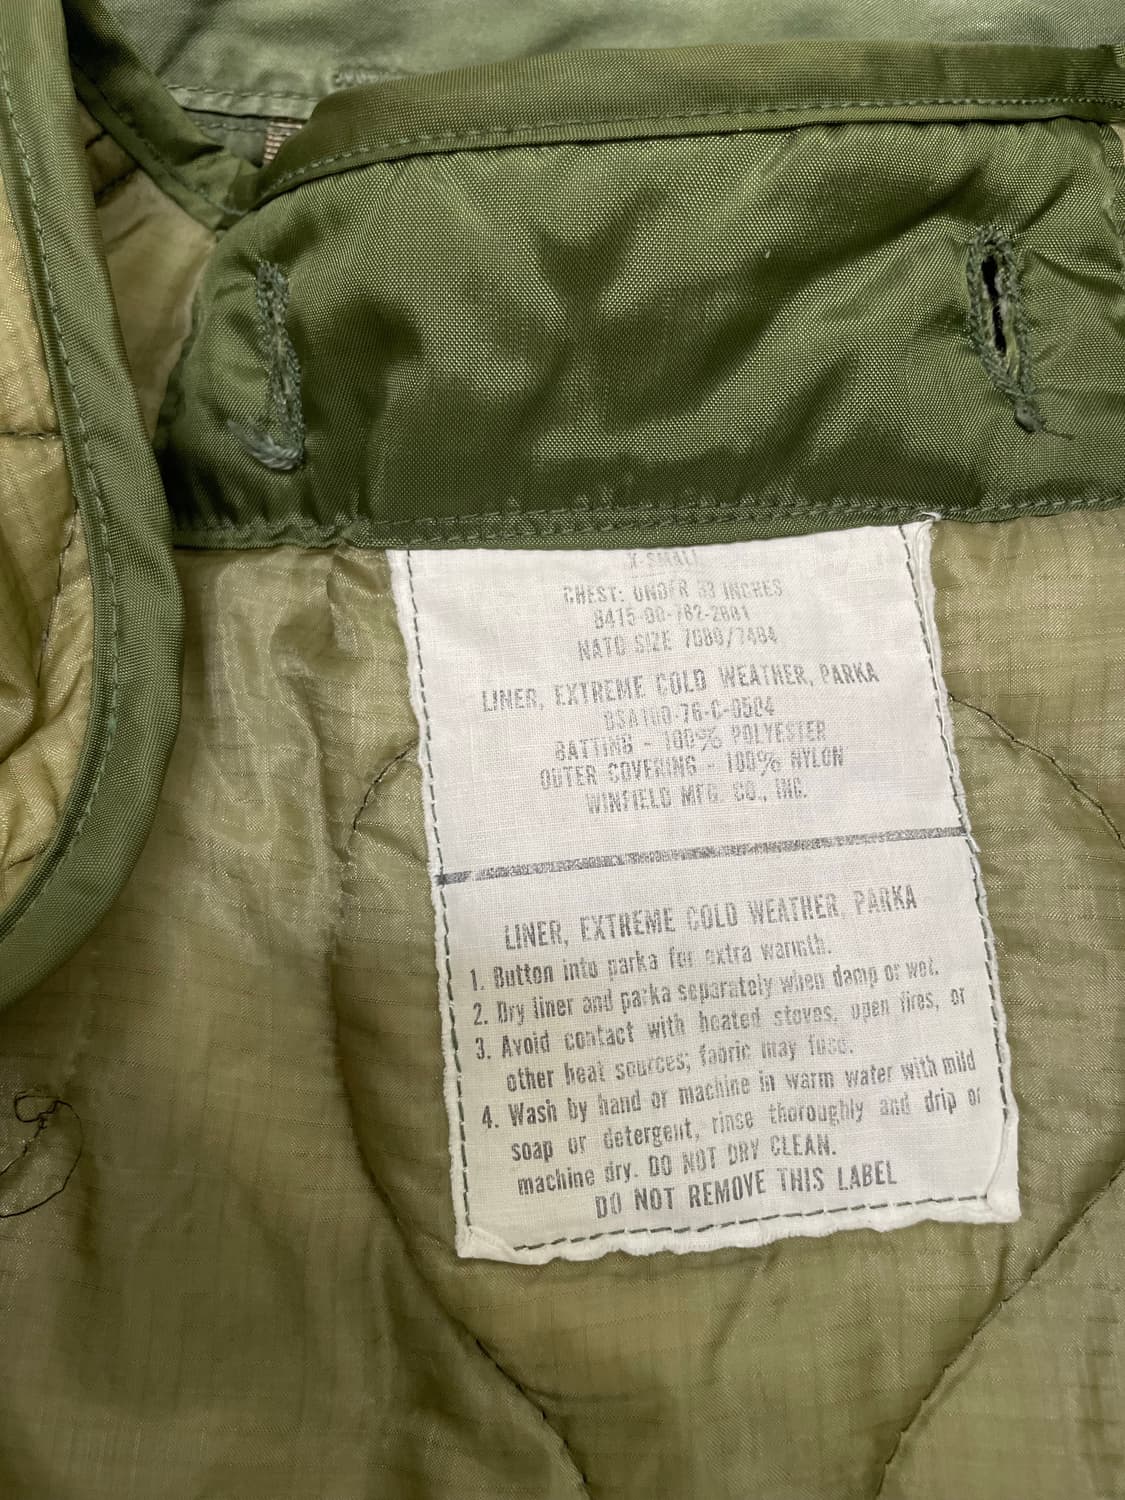 X-SMALL
CHEST: UNDER 33 INCHES
8415-00-782-2881
NATO SIZE 7080/7484
LINER, EXTREME COLD WEATHER, PARKA
DSA100-76-C-0504
BATTING - 100% POLYESTER
OUTER COVERING - 100% NYLON
WINFIELD MFG. CO., INC.
LINER, EXTREME COLD WEATHER, PARKA
1. Button into parka for extra warmth.
2. Dry liner and parka separately when damp or wet.
3. Avoid contact with heated stoves, open fires, or
other heat sources; fabric may fuse.
4. Wash by hand or machine in warm water with mild
soap or detergent, rinse thoroughly and drip or
machine dry. DO NOT DRY CLEAN.
DO NOT REMOVE THIS LABEL